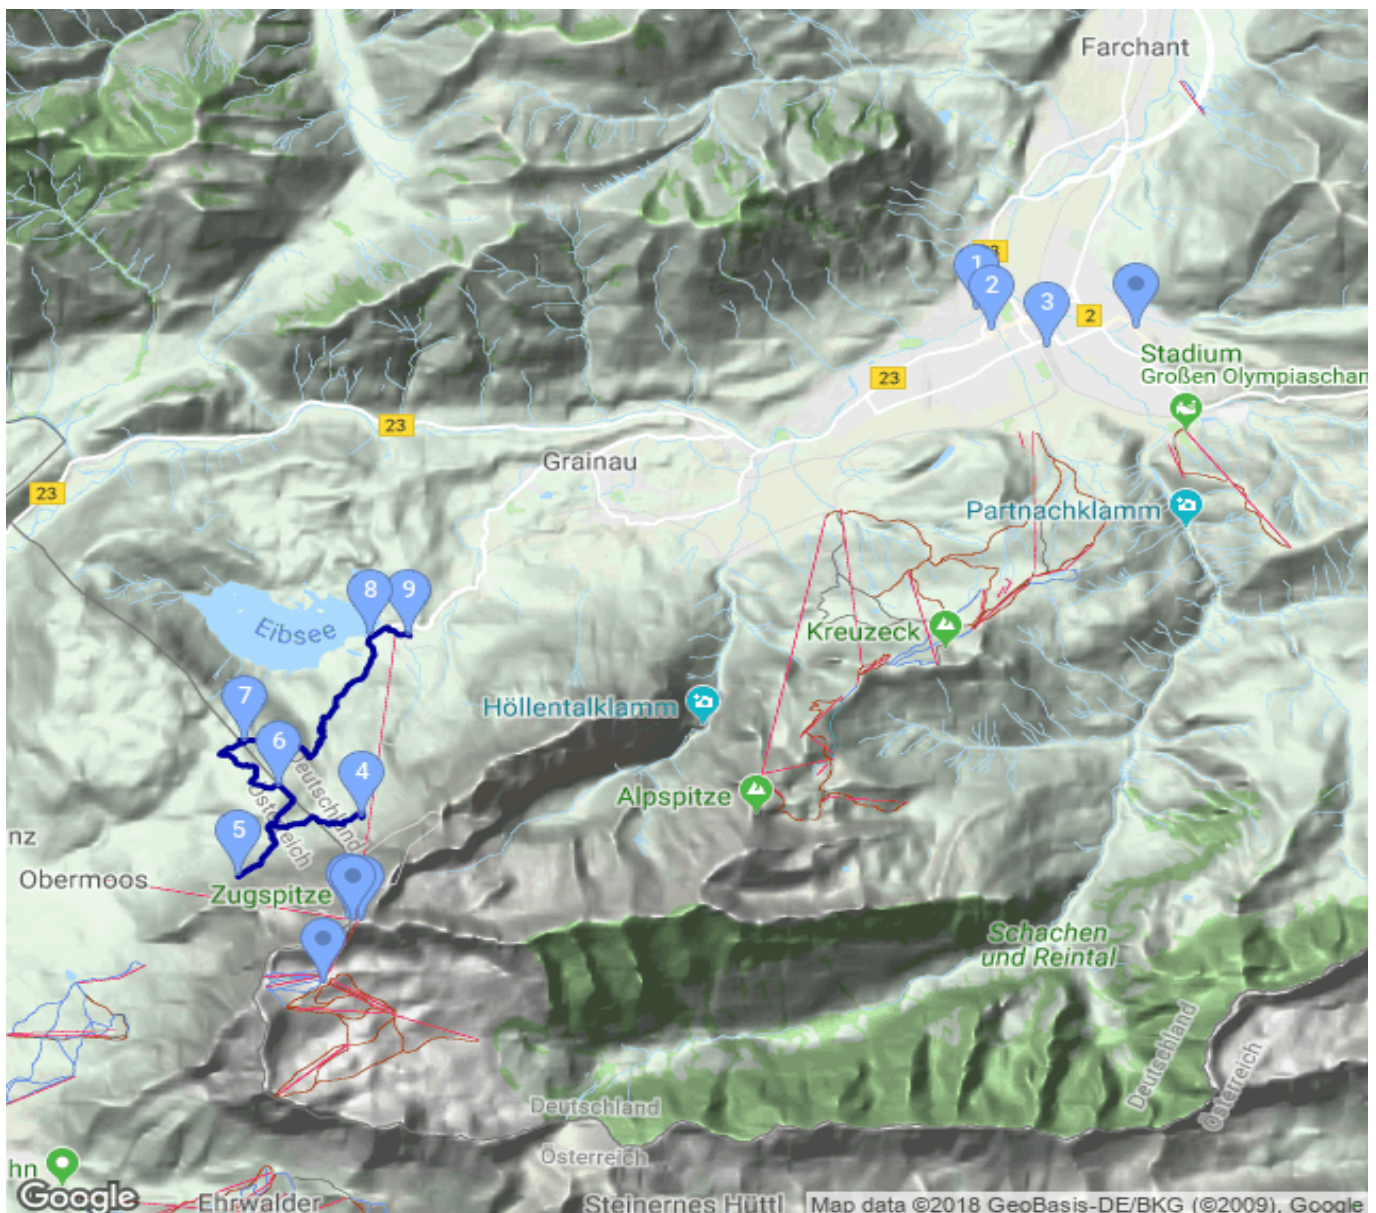 Farchant
23
1
2
3
2
Stadium
Großen Olympiaschan
23
23
Grainau
23
Partnachklamm
8
9
Eibsee
Kreuzeck
7
Höllentalklamm
6
4
Deutschland
Österreich
Alpspitze
5
nz
Obermoos
Zugspitze
Schachen
und Reintal
Deutschland
Österreich
Deutschland
Österreich
hn
Google
Ehrwalder
Steinernes Hüttl
Map data ©2018 GeoBasis-DE/BKG (©2009), Google